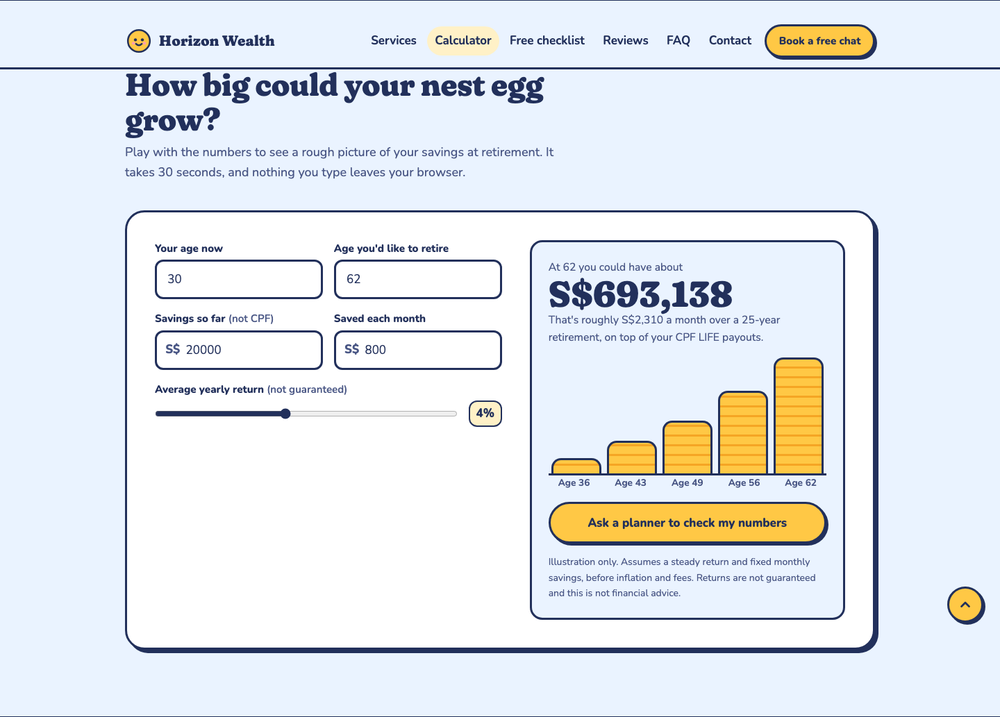 Horizon Wealth
Services
Calculator
Free checklist
Reviews
FAQ
Contact
Book a free chat
How big could your nest egg
grow?
Play with the numbers to see a rough picture of your savings at retirement. It
takes 30 seconds, and nothing you type leaves your browser.
Your age now
30
Age you'd like to retire
62
Savings so far (not CPF)
S$ 20000
Saved each month
S$ 800
Average yearly return (not guaranteed)
4%
At 62 you could have about
S$693,138
That's roughly S$2,310 a month over a 25-year
retirement, on top of your CPF LIFE payouts.
Age 36
Age 43
Age 49
Age 56
Age 62
Ask a planner to check my numbers
Illustration only. Assumes a steady return and fixed monthly
savings, before inflation and fees. Returns are not guaranteed
and this is not financial advice.